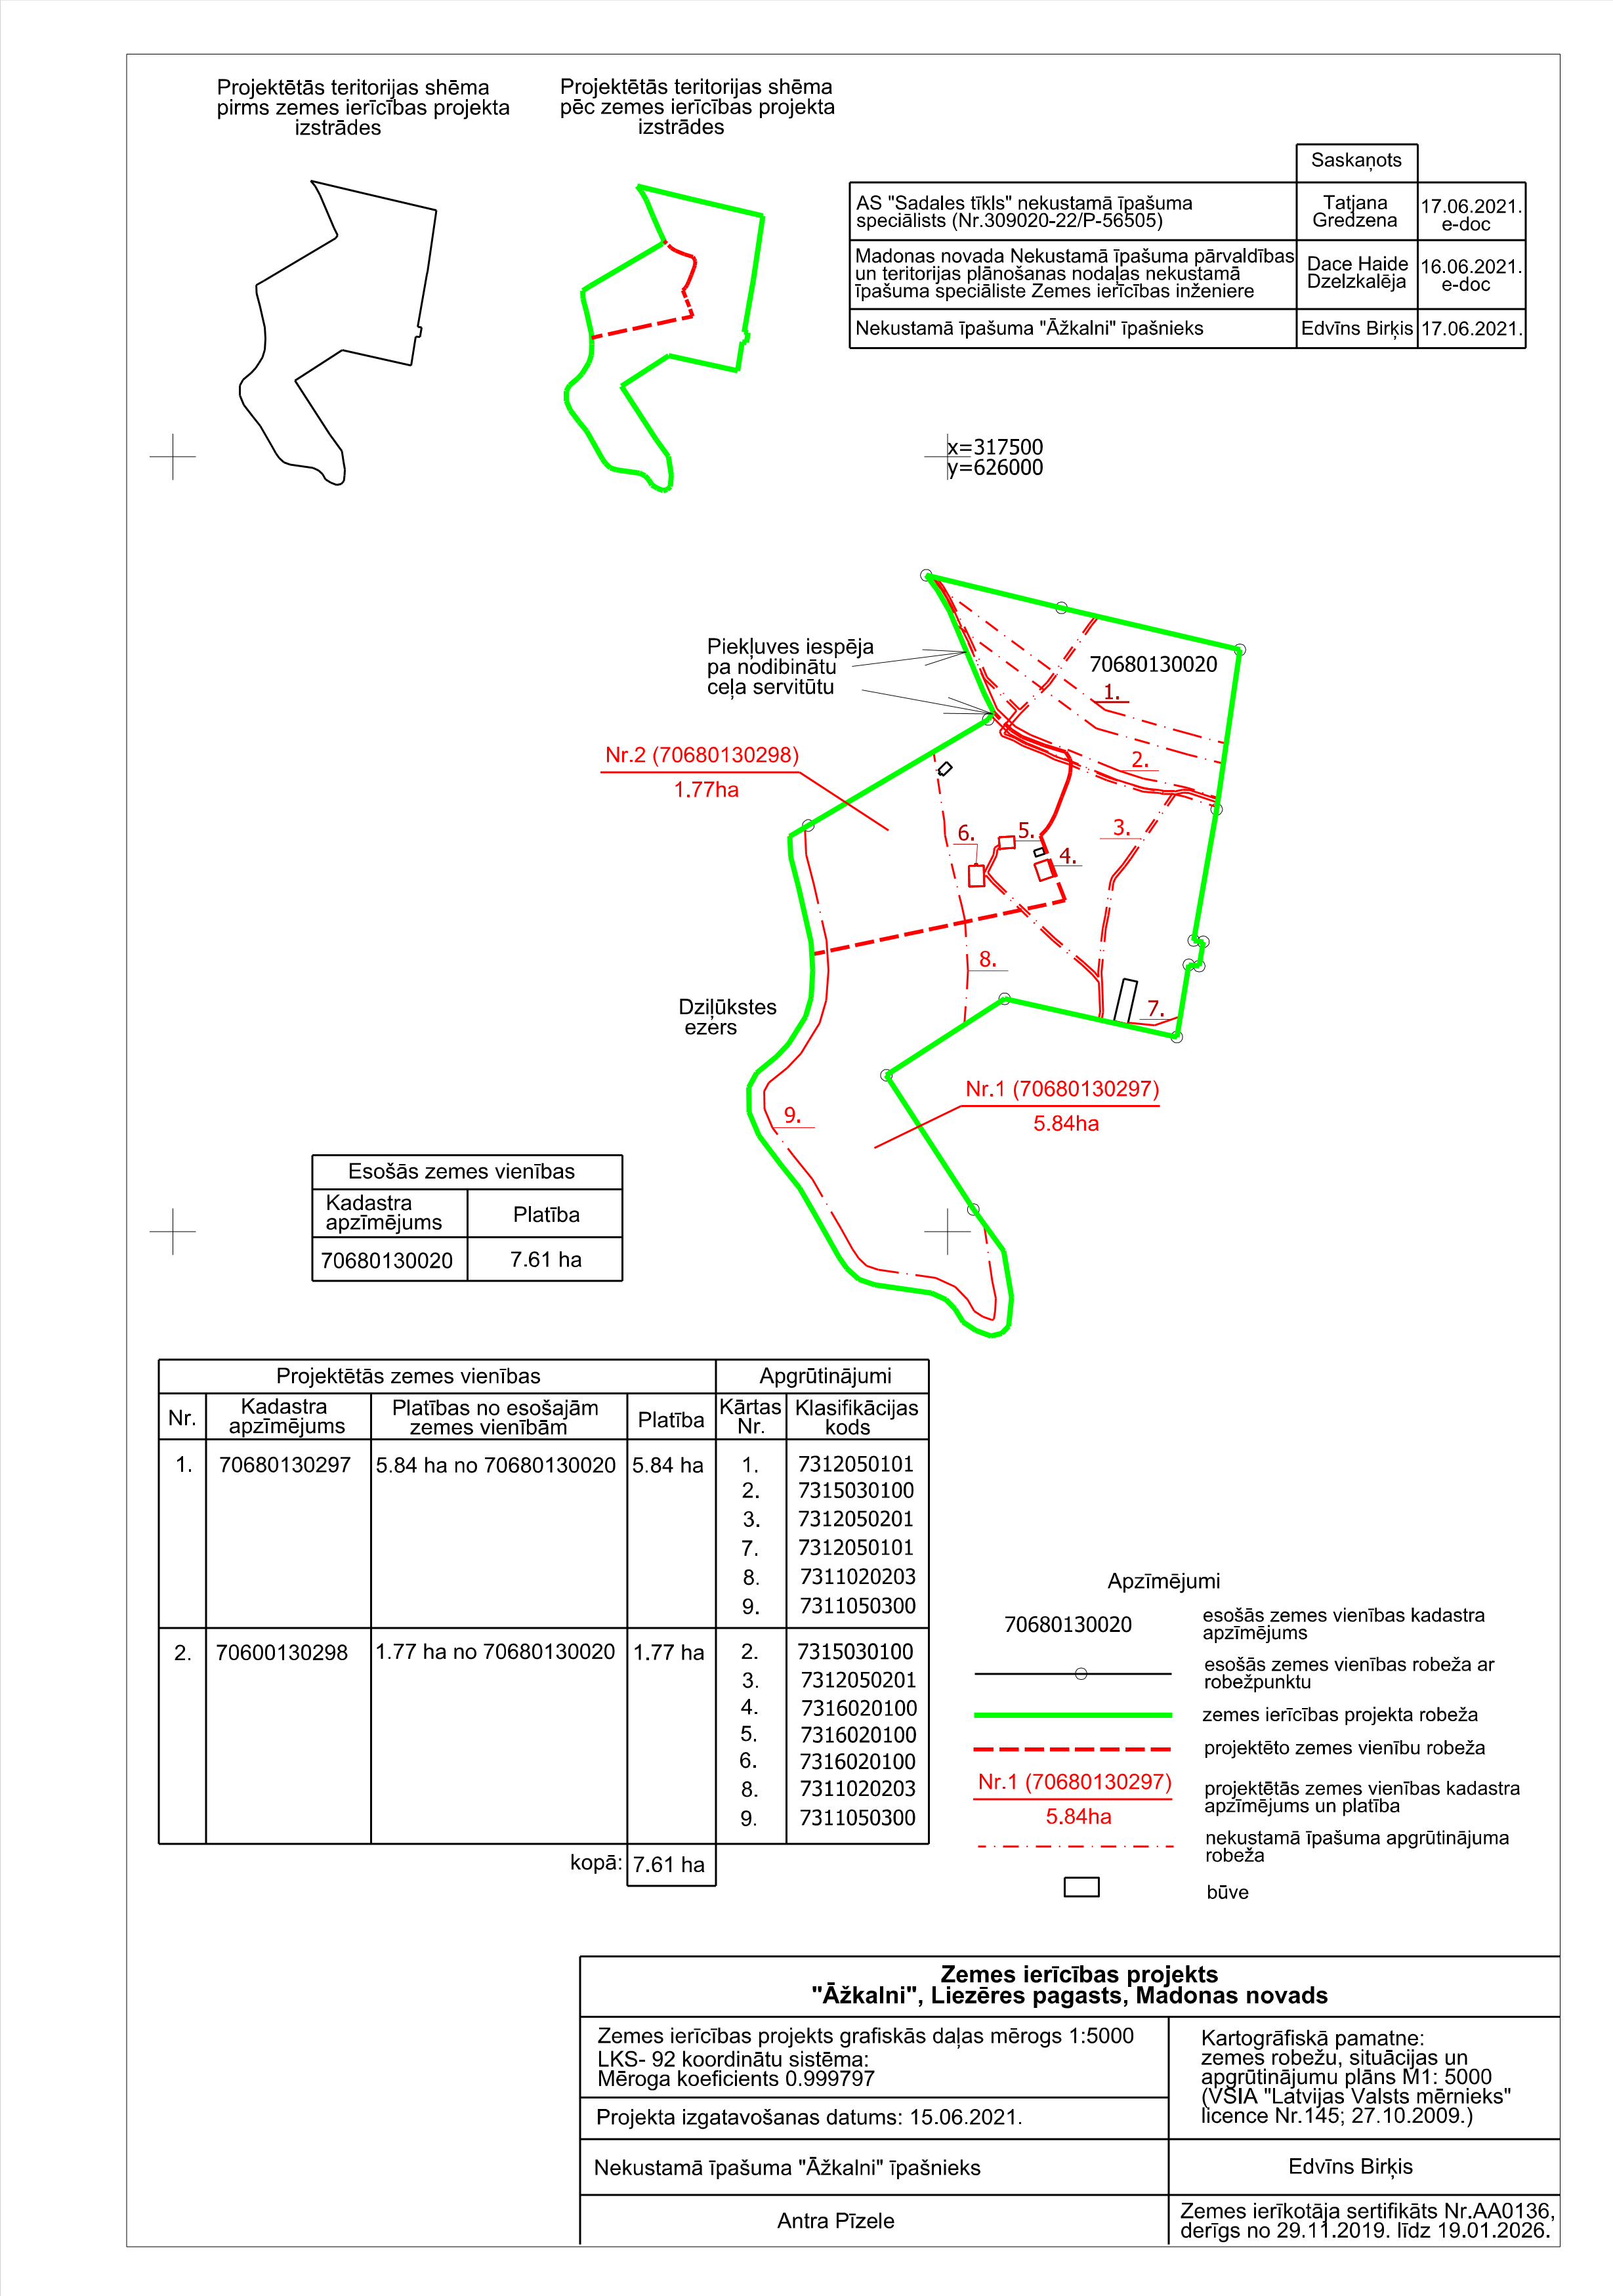 Projektētās teritorijas shēma
pirms zemes ierīcības projekta
izstrādes
Projektētās teritorijas shēma
pēc zemes ierīcības projekta
izstrādes
Saskaņots
AS "Sadales tīkls" nekustamā īpašuma
speciālists (Nr.309020-22/P-56505)
Tatjana
Gredzena
17.06.2021.
e-doc
Madonas novada Nekustamā īpašuma pārvaldības
un teritorijas plānošanas nodaļas nekustamā
īpašuma speciāliste Zemes ierīcības inženiere
Dace Haide
Dzelzkalēja
16.06.2021.
e-doc
Nekustamā īpašuma "Āžkalni" īpašnieks
Edvīns Birķis
17.06.2021.
x=317500
y=626000
Piekļuves iespēja
pa nodibinātu
ceļa servitūtu
70680130020
1.
2.
Nr.2 (70680130298)
1.77ha
3.
6.
5.
4.
8.
7.
Dziļūkstes
ezers
Nr.1 (70680130297)
5.84ha
9.
Esošās zemes vienības
Kadastra
apzīmējums
Platība
70680130020
7.61 ha
Projektētās zemes vienības
Apgrūtinājumi
Nr.
Kadastra
apzīmējums
Platības no esošajām
zemes vienībām
Platība
Kārtas
Nr.
Klasifikācijas
kods
1. 70680130297 5.84 ha no 70680130020 5.84 ha 1. 7312050101
2. 7315030100
3. 7312050201
7. 7312050101
8. 7311020203
9. 7311050300
2. 70600130298 1.77 ha no 70680130020 1.77 ha 2. 7315030100
3. 7312050201
4. 7316020100
5. 7316020100
6. 7316020100
8. 7311020203
9. 7311050300
kopā: 7.61 ha
Apzīmējumi
70680130020
esošās zemes vienības kadastra
apzīmējums
esošās zemes vienības robeža ar
robežpunktu
zemes ierīcības projekta robeža
projektēto zemes vienību robeža
Nr.1 (70680130297)
5.84ha
projektētās zemes vienības kadastra
apzīmējums un platība
nekustamā īpašuma apgrūtinājuma
robeža
būve
Zemes ierīcības projekts
"Āžkalni", Liezēres pagasts, Madonas novads
Zemes ierīcības projekts grafiskās daļas mērogs 1:5000
LKS- 92 koordinātu sistēma:
Mēroga koeficients 0.999797
Kartogrāfiskā pamatne:
zemes robežu, situācijas un
apgrūtinājumu plāns M1: 5000
(VSIA "Latvijas Valsts mērnieks"
licence Nr.145; 27.10.2009.)
Projekta izgatavošanas datums: 15.06.2021.
Nekustamā īpašuma "Āžkalni" īpašnieks
Edvīns Birķis
Antra Pīzele
Zemes ierīkotāja sertifikāts Nr.AA0136,
derīgs no 29.11.2019. līdz 19.01.2026.